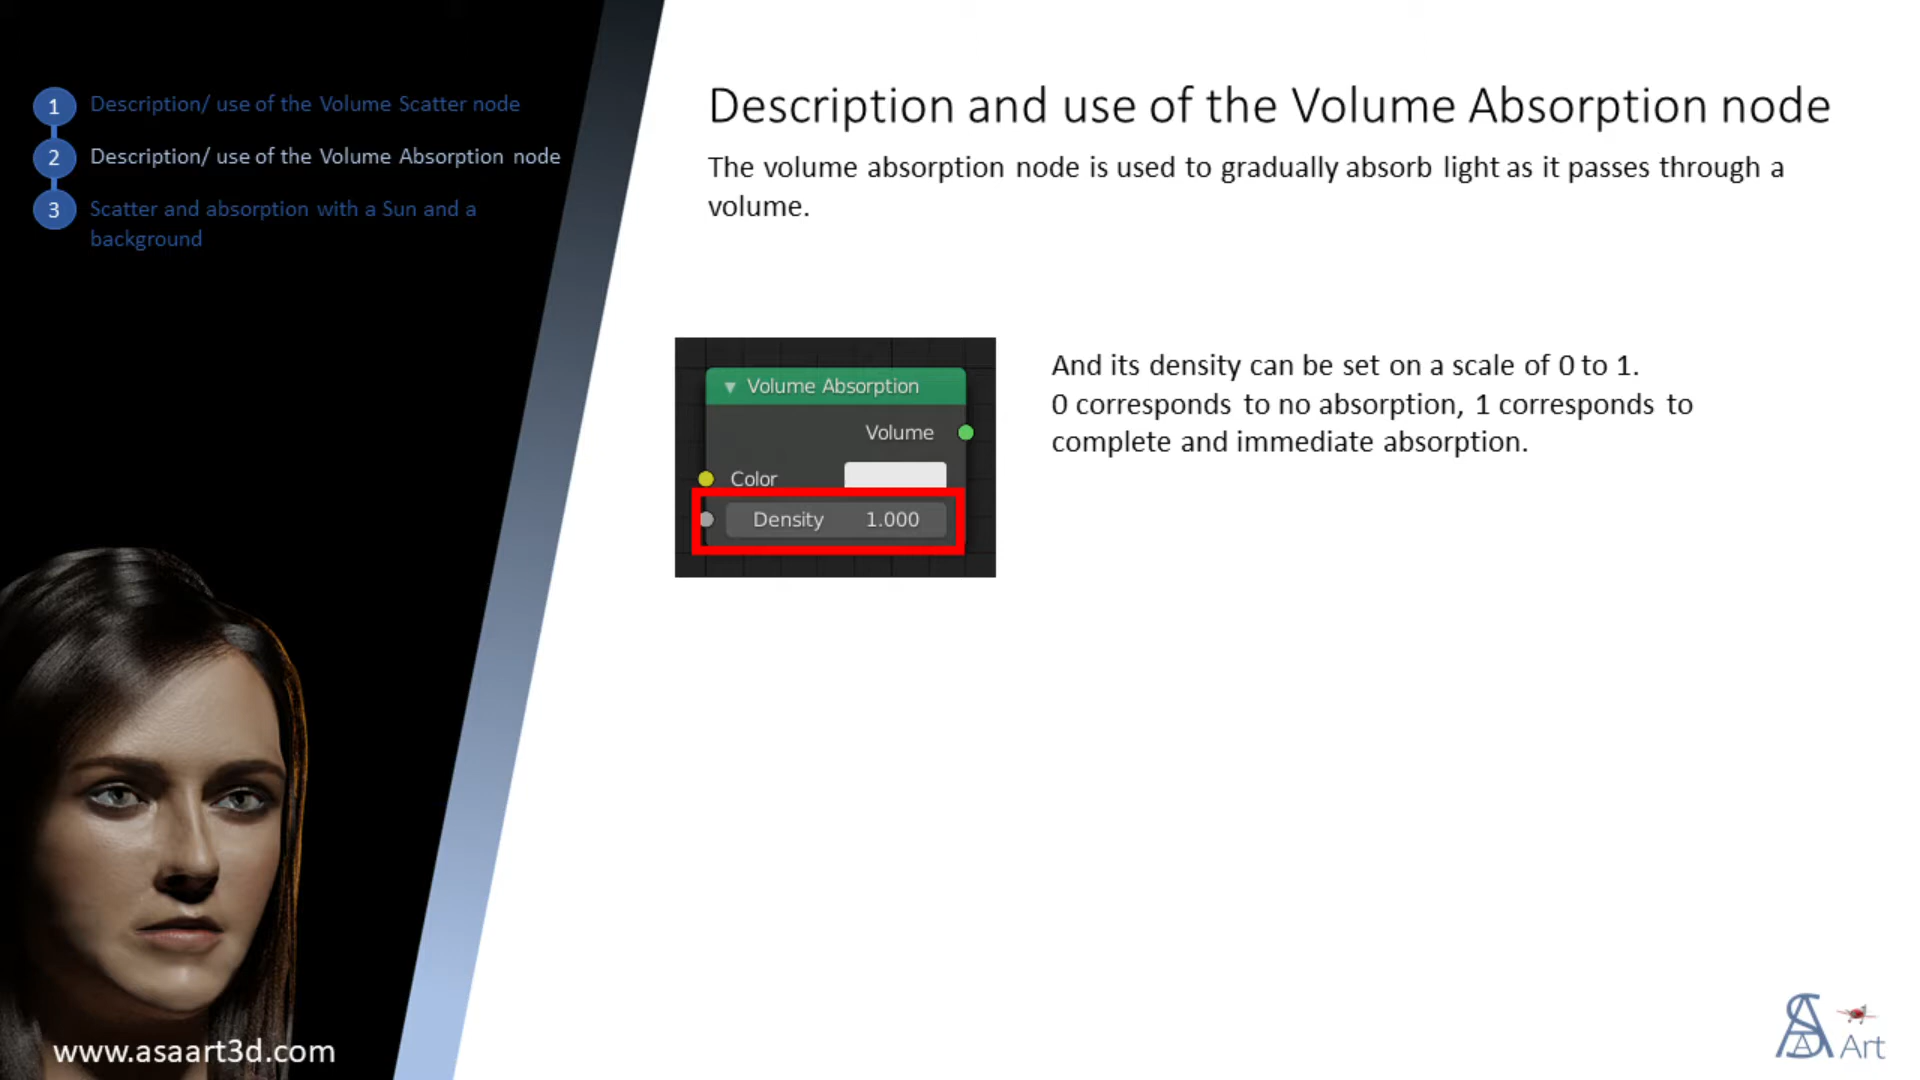 1 Description/ use of the Volume Scatter node
2 Description/ use of the Volume Absorption node
3 Scatter and absorption with a Sun and a
background
Description and use of the Volume Absorption node
The volume absorption node is used to gradually absorb light as it passes through a
volume.
Volume Absorption
Volume
Color
Density 1.000
And its density can be set on a scale of 0 to 1.
0 corresponds to no absorption, 1 corresponds to
complete and immediate absorption.
www.asaart3d.com
ASA Art